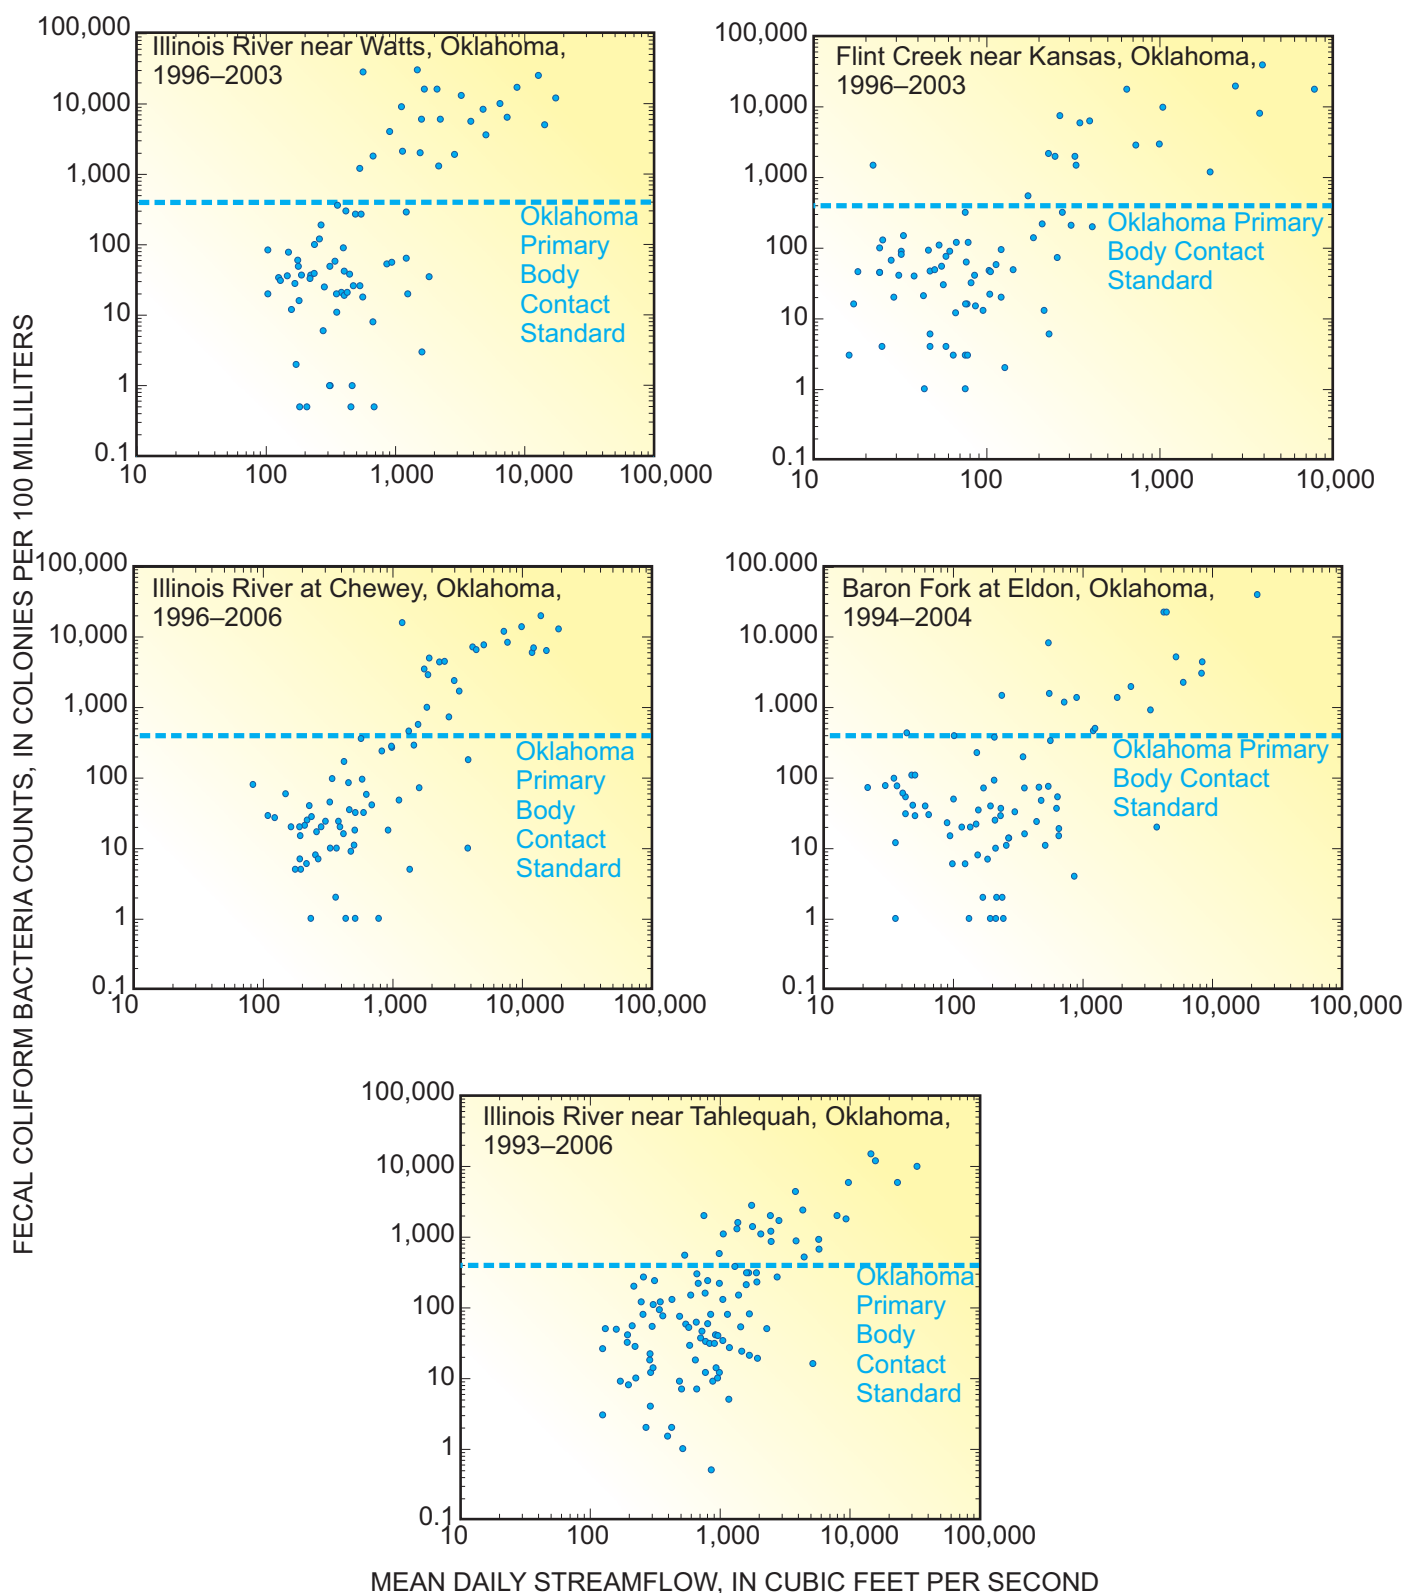 FECAL COLIFORM BACTERIA COUNTS, IN COLONIES PER 100 MILLILITERS
Illinois River near Watts, Oklahoma,
1996–2003
100,000
10,000
1,000
100
10
1
0.1
Oklahoma
Primary
Body
Contact
Standard
10 100 1,000 10,000 100,000
Flint Creek near Kansas, Oklahoma,
1996–2003
100,000
10,000
1,000
100
10
1
0.1
Oklahoma Primary
Body Contact
Standard
10 100 1,000 10,000
Illinois River at Chewey, Oklahoma,
1996–2006
100,000
10,000
1,000
100
10
1
0.1
Oklahoma
Primary
Body
Contact
Standard
10 100 1,000 10,000 100,000
Baron Fork at Eldon, Oklahoma,
1994–2004
100.000
10.000
1.000
100
10
1
0.1
Oklahoma Primary
Body Contact
Standard
10 100 1,000 10,000 100,000
Illinois River near Tahlequah, Oklahoma,
1993–2006
100,000
10,000
1,000
100
10
1
0.1
Oklahoma
Primary
Body
Contact
Standard
10 100 1,000 10,000 100,000
MEAN DAILY STREAMFLOW, IN CUBIC FEET PER SECOND